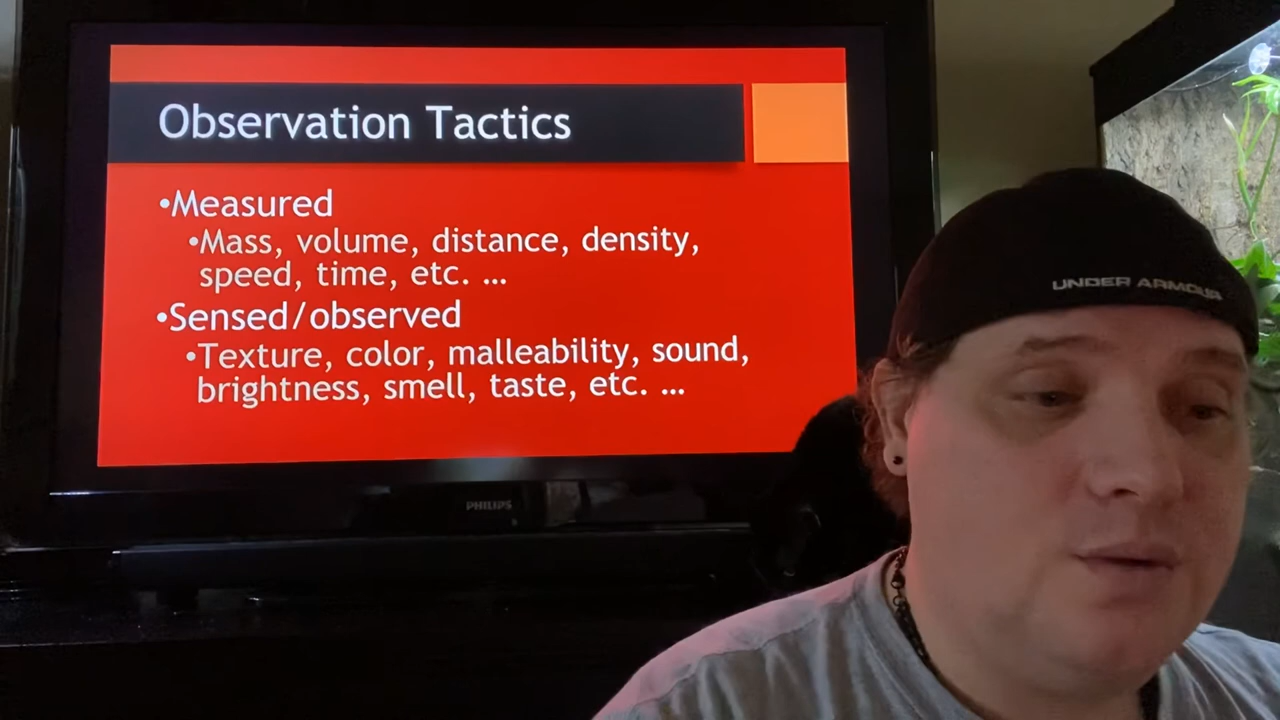 Observation Tactics
•Measured
•Mass, volume, distance, density,
speed, time, etc. ...
•Sensed/observed
•Texture, color, malleability, sound,
brightness, smell, taste, etc. ...
PHILIPS
UNDER ARMOUR